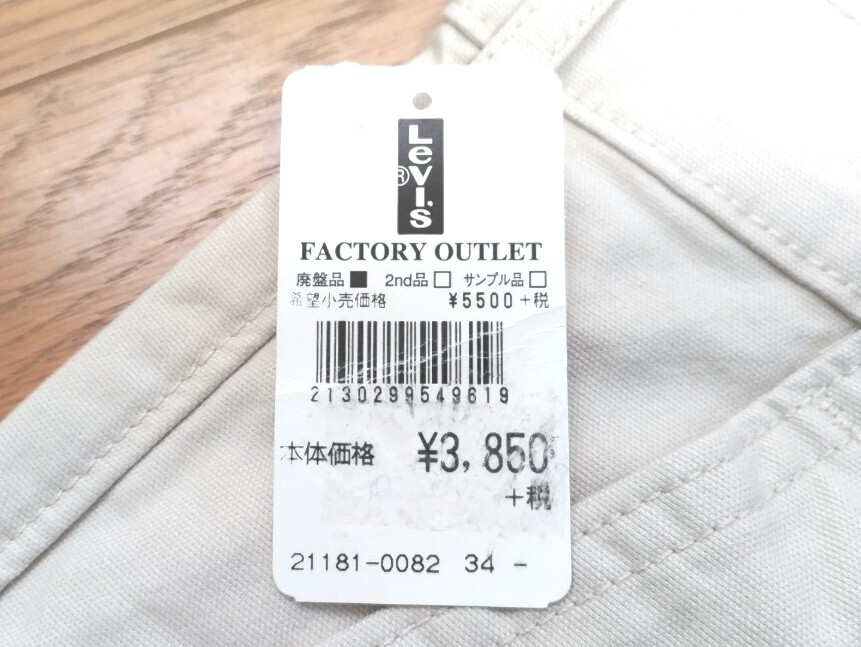 Levi's
®
FACTORY OUTLET
廃盤品■ 2nd品□ サンプル品□
希望小売価格 ¥5500+税
2130299549619
本体価格 ¥3,850
+税
21181-0082 34 -